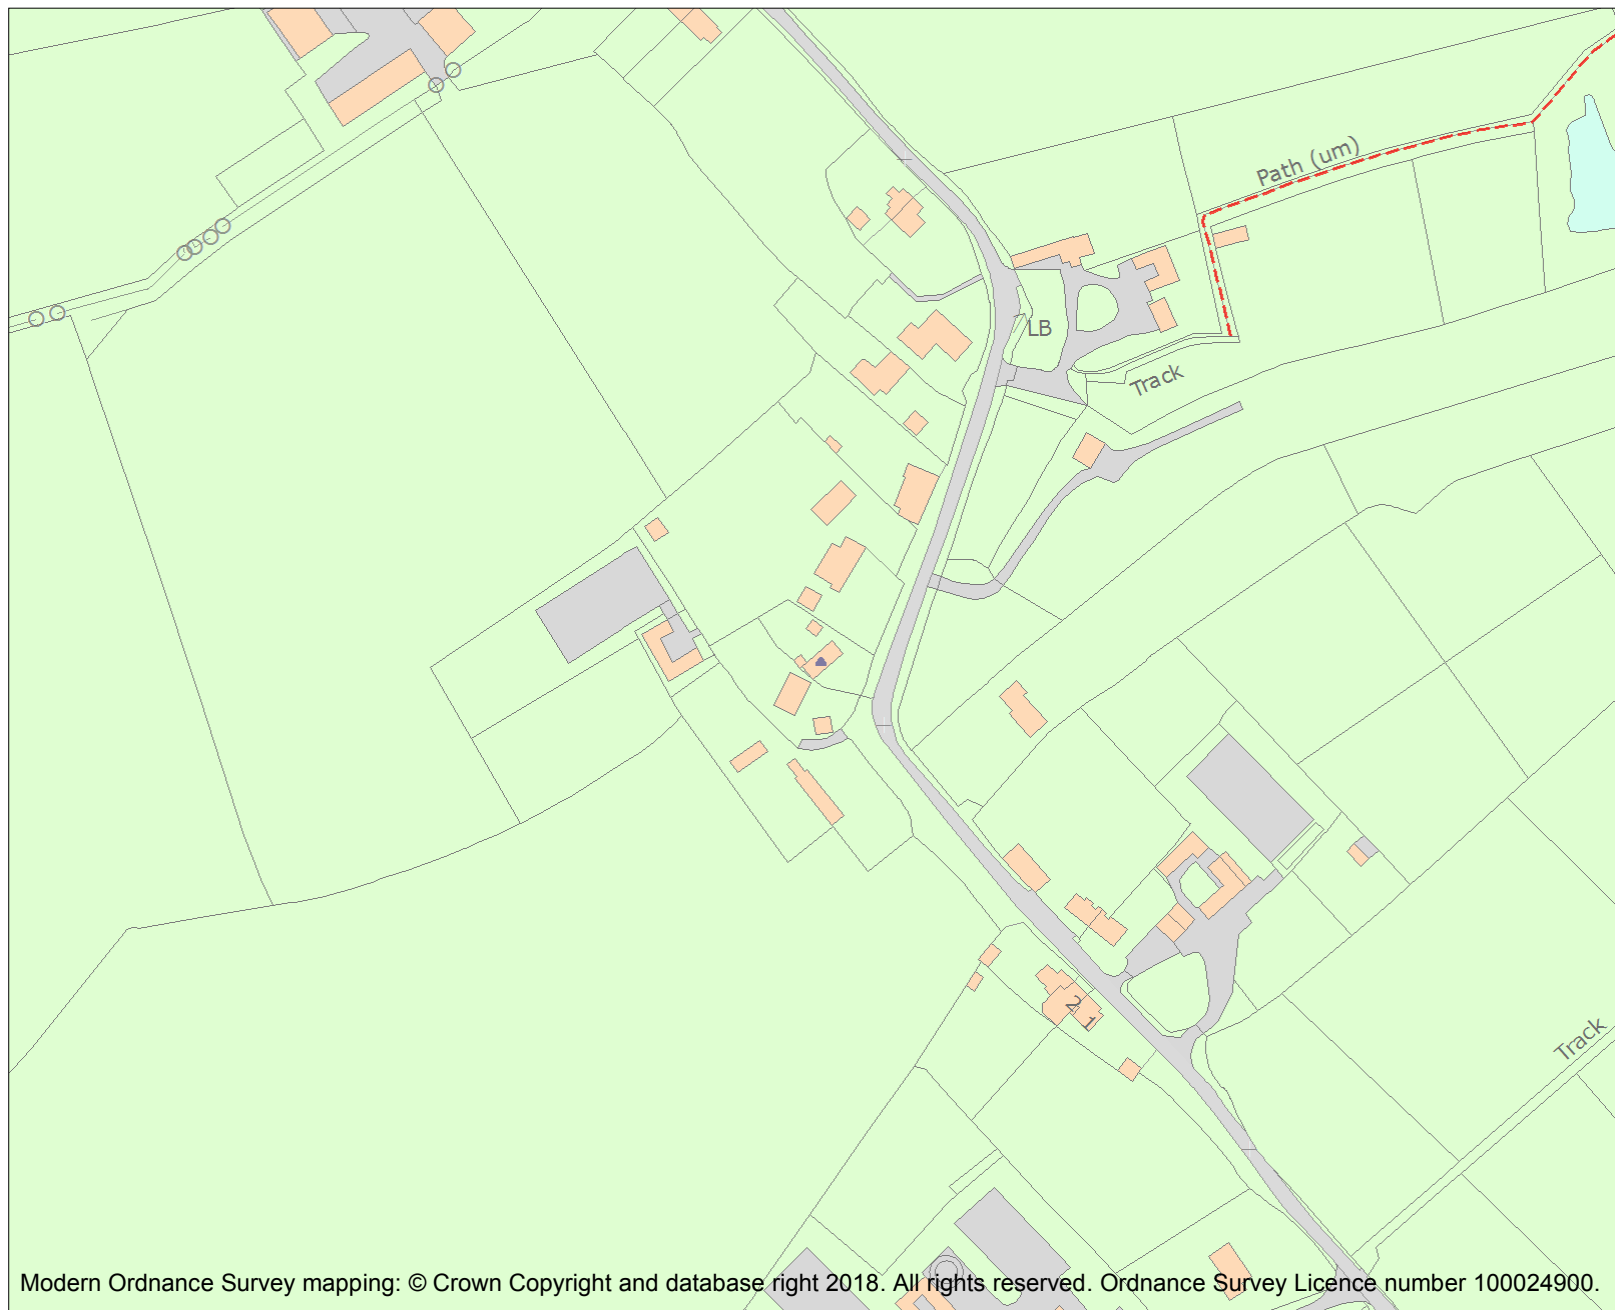 Path (um)
LB
Track
2
1
Track
Modern Ordnance Survey mapping: © Crown Copyright and database right 2018. All rights reserved. Ordnance Survey Licence number 100024900.